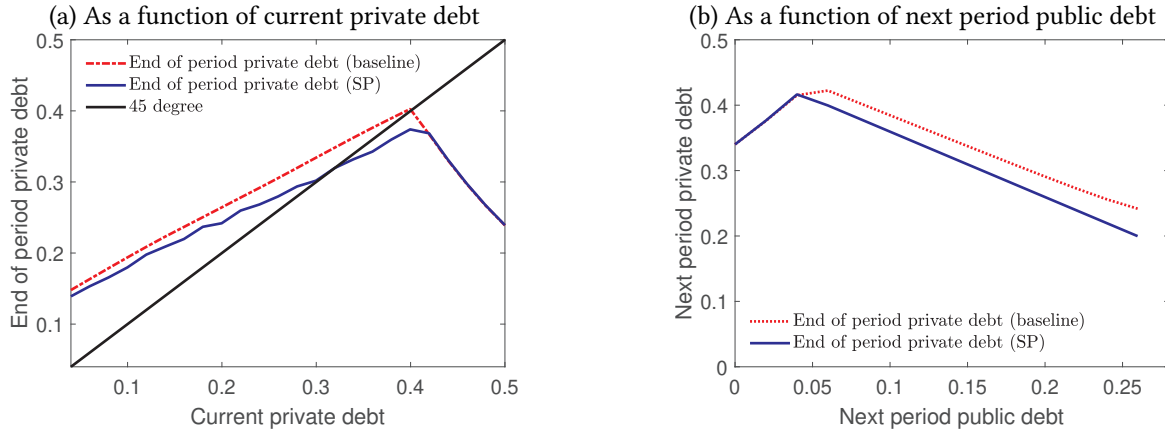 (a) As a function of current private debt
0.5
0.4
0.3
0.2
0.1
End of period private debt
End of period private debt (baseline)
End of period private debt (SP)
45 degree
0.1
0.2
0.3
0.4
0.5
Current private debt
(b) As a function of next period public debt
0.5
0.4
0.3
0.2
0.1
0
Next period private debt
End of period private debt (baseline)
End of period private debt (SP)
0
0.05
0.1
0.15
0.2
0.25
Next period public debt